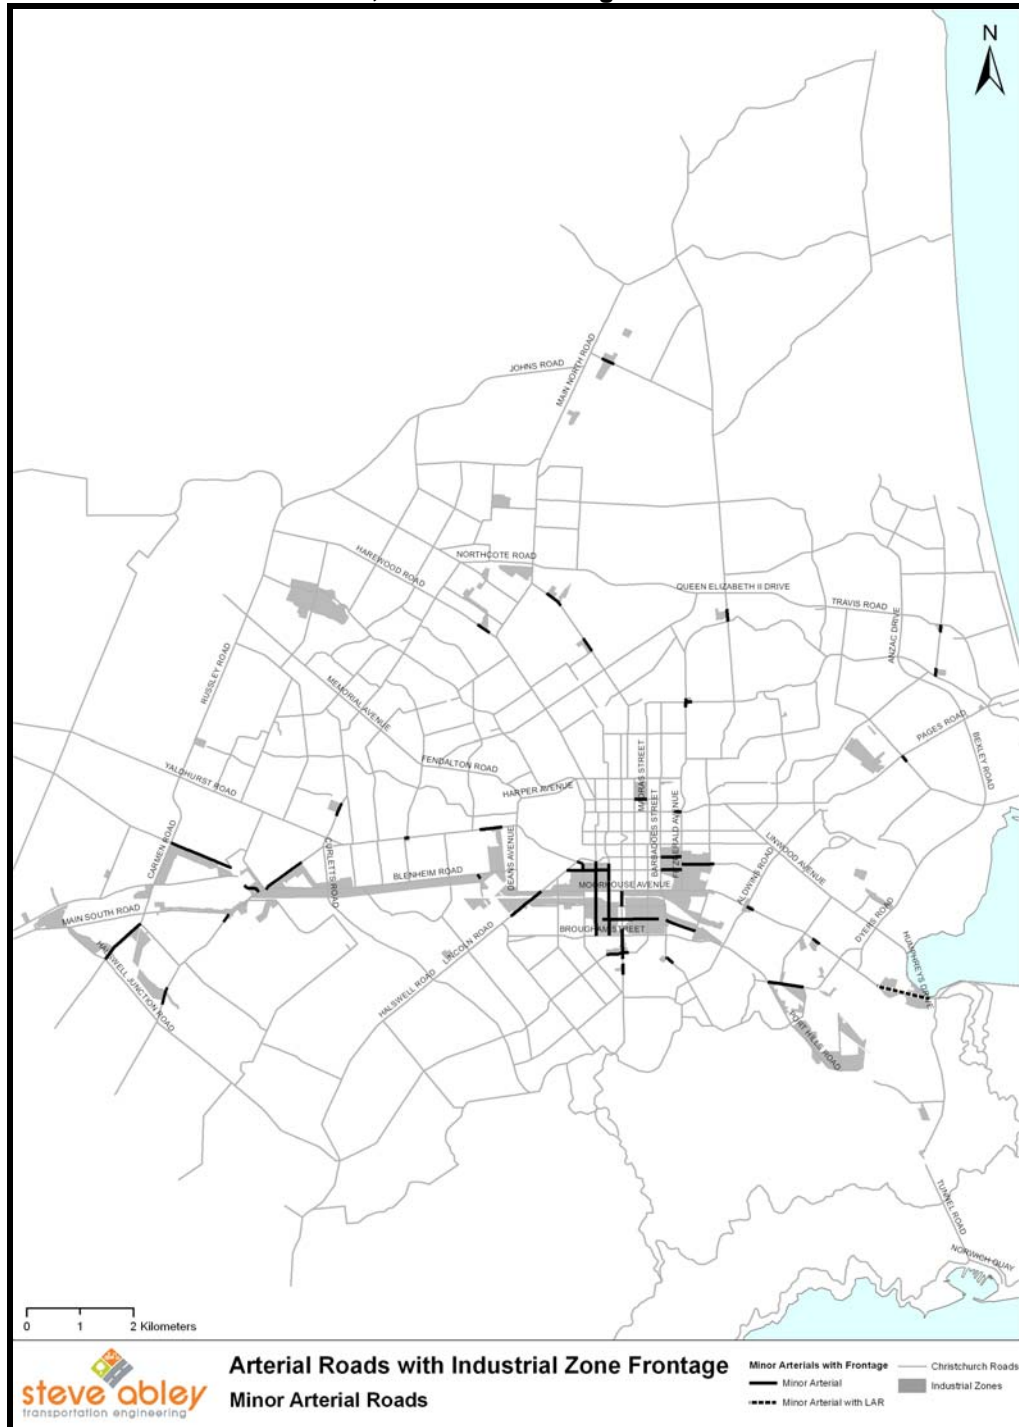 N
JOHNS ROAD
MAIN NORTH ROAD
HAREWOOD ROAD
NORTHCOTE ROAD
QUEEN ELIZABETH II DRIVE
TRAVIS ROAD
ANZAC DRIVE
RUSSLEY ROAD
MEMORIAL AVENUE
PAGES ROAD
BEXLEY ROAD
FENDALTON ROAD
YALDHURST ROAD
HARPER AVENUE
MADRAS STREET
BARBADOES STREET
FITZGERALD AVENUE
LINWOOD AVENUE
CARMEN ROAD
CURLETTS ROAD
DEANS AVENUE
BLENHEIM ROAD
MOORHOUSE AVENUE
ALDWINS ROAD
MAIN SOUTH ROAD
LINCOLN ROAD
BROUGHAM STREET
DYERS ROAD
HUMPHREYS DRIVE
HALSWELL JUNCTION ROAD
HALSWELL ROAD
PORT HILLS ROAD
TUNNEL ROAD
NORWICH QUAY
0 1 2 Kilometers
steve abley
transportation engineering
Arterial Roads with Industrial Zone Frontage
Minor Arterial Roads
Minor Arterials with Frontage
Minor Arterial
Minor Arterial with LAR
Christchurch Roads
Industrial Zones